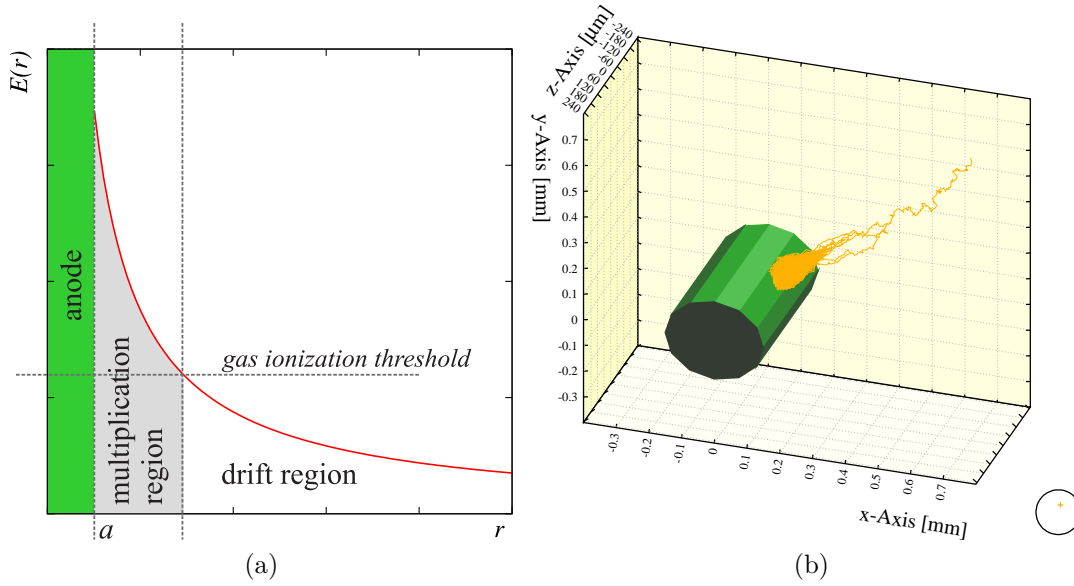 E(r)
anode
multiplication
region
gas ionization threshold
drift region
a
r
(a)
z-Axis [µm]
-240
-180
-120
-60
0
60
120
180
240
y-Axis [mm]
0.7
0.6
0.5
0.4
0.3
0.2
0.1
0
-0.1
-0.2
-0.3
-0.3
-0.2
-0.1
0
0.1
0.2
0.3
0.4
0.5
0.6
0.7
x-Axis [mm]
(b)